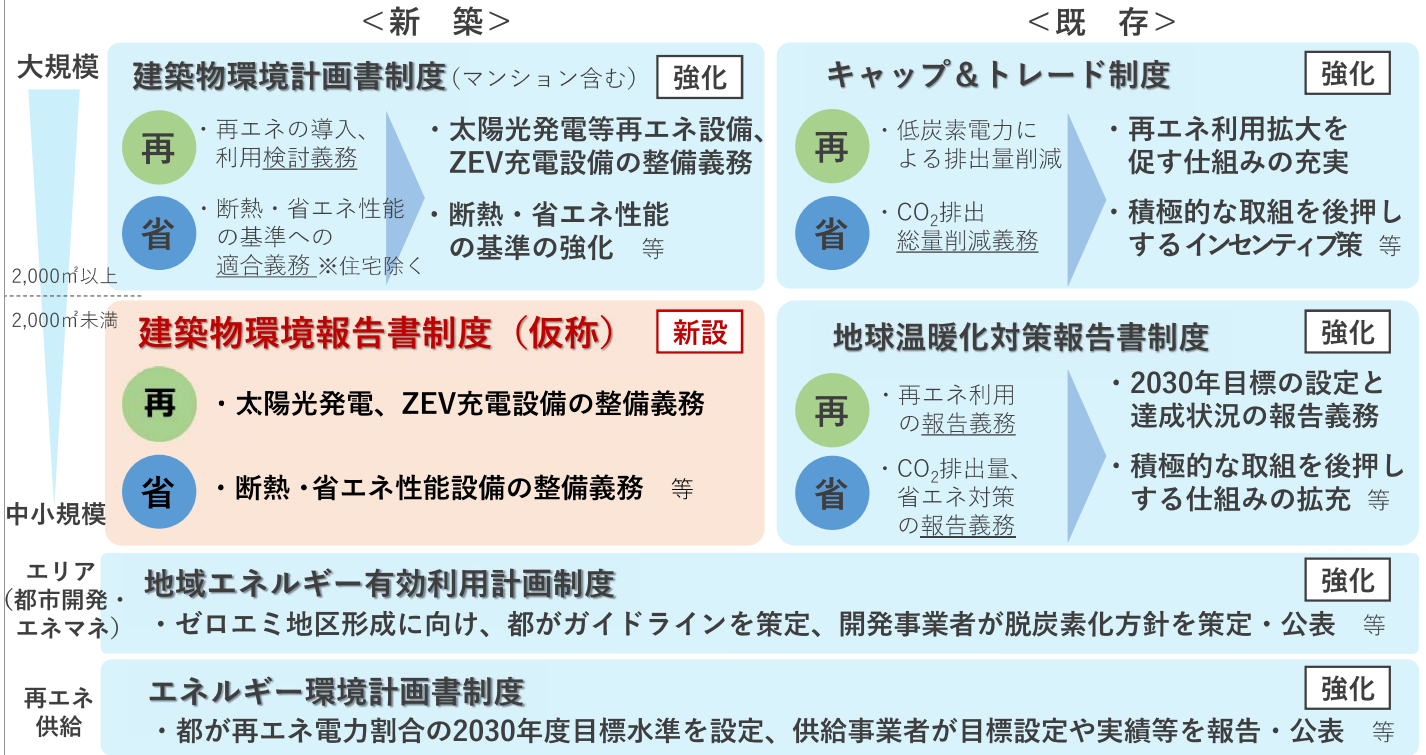 ＜新　築＞
＜既　存＞
大規模
2,000㎡以上
2,000㎡未満
中小規模
建築物環境計画書制度（マンション含む）
強化
再
・再エネの導入、
利用検討義務
省
・断熱・省エネ性能
の基準への
適合義務 ※住宅除く
・太陽光発電等再エネ設備、
ZEV充電設備の整備義務
・断熱・省エネ性能
の基準の強化　等
キャップ＆トレード制度
強化
再
・低炭素電力に
よる排出量削減
省
・CO₂排出
総量削減義務
・再エネ利用拡大を
促す仕組みの充実
・積極的な取組を後押し
するインセンティブ策　等
建築物環境報告書制度（仮称）
新設
再
・太陽光発電、ZEV充電設備の整備義務
省
・断熱・省エネ性能設備の整備義務　等
地球温暖化対策報告書制度
強化
再
・再エネ利用
の報告義務
省
・CO₂排出量、
省エネ対策
の報告義務
・2030年目標の設定と
達成状況の報告義務
・積極的な取組を後押し
する仕組みの拡充　等
エリア
（都市開発・
エネマネ）
地域エネルギー有効利用計画制度
強化
・ゼロエミ地区形成に向け、都がガイドラインを策定、開発事業者が脱炭素化方針を策定・公表　等
再エネ
供給
エネルギー環境計画書制度
強化
・都が再エネ電力割合の2030年度目標水準を設定、供給事業者が目標設定や実績等を報告・公表　等